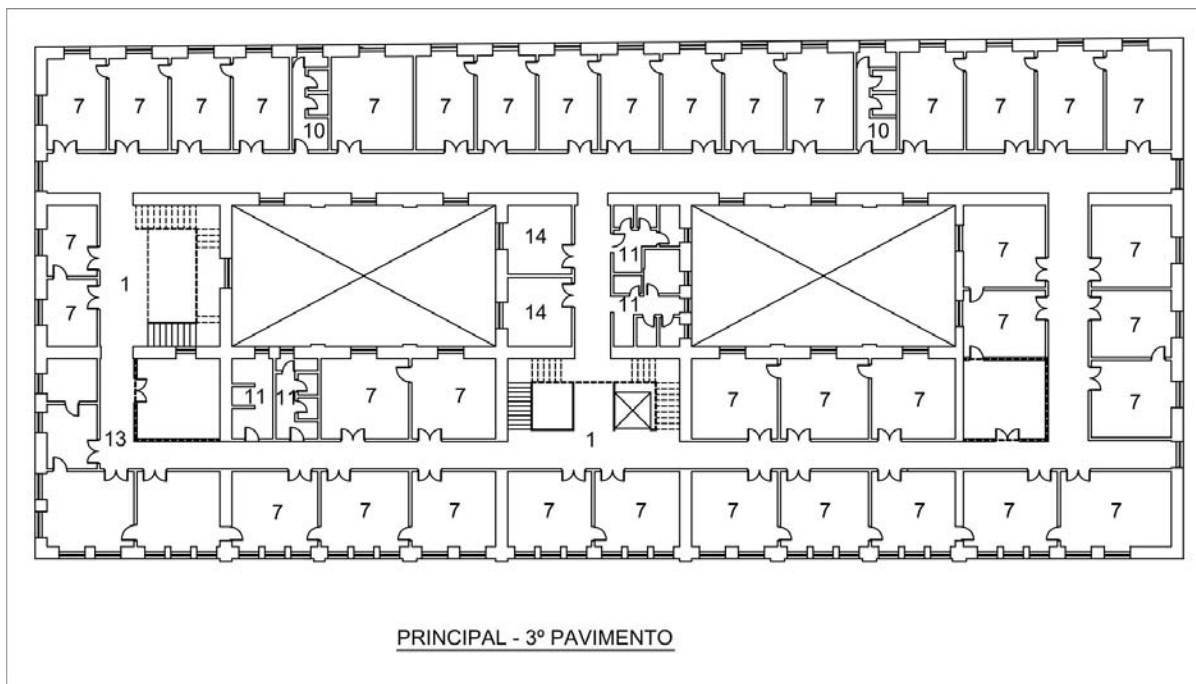 7 7 7 7 7 7 7 7 7 7 7 7 7 7 7 7
10 10
7 14 7 7
11
1 7 14 11 7 7
11 11 7 7 7 7 7 7
13 1
7 7 7 7 7 7 7 7 7 7
PRINCIPAL - 3º PAVIMENTO